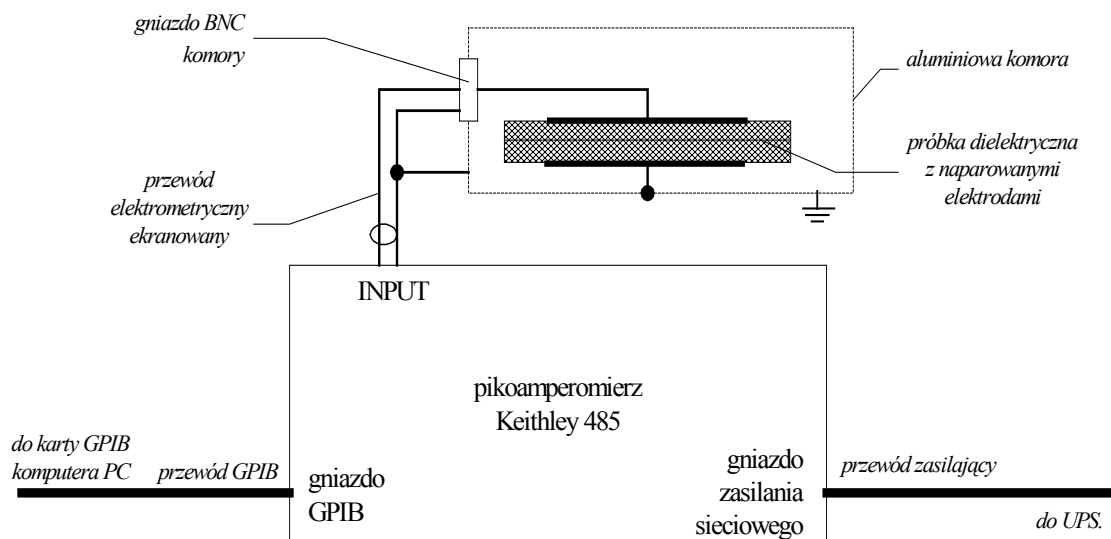 gniazdo BNC
komory
aluminiowa komora
próbka dielektryczna
z naparowanymi
elektrodami
przewód
elektrometryczny
ekranowany
INPUT
pikoamperomierz
Keithley 485
do karty GPIB
komputera PC
przewód GPIB
gniazdo
GPIB
gniazdo
zasilania
sieciowego
przewód zasilający
do UPS.